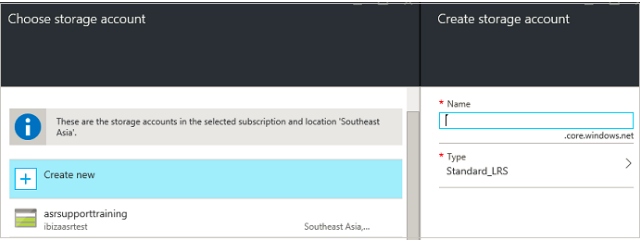 Choose storage account
These are the storage accounts in the selected subscription and location 'Southeast
Asia'.
Create new
asrsupporttraining
ibizaasrtest
Southeast Asia,...
Create storage account
* Name
.core.windows.net
* Type
Standard_LRS